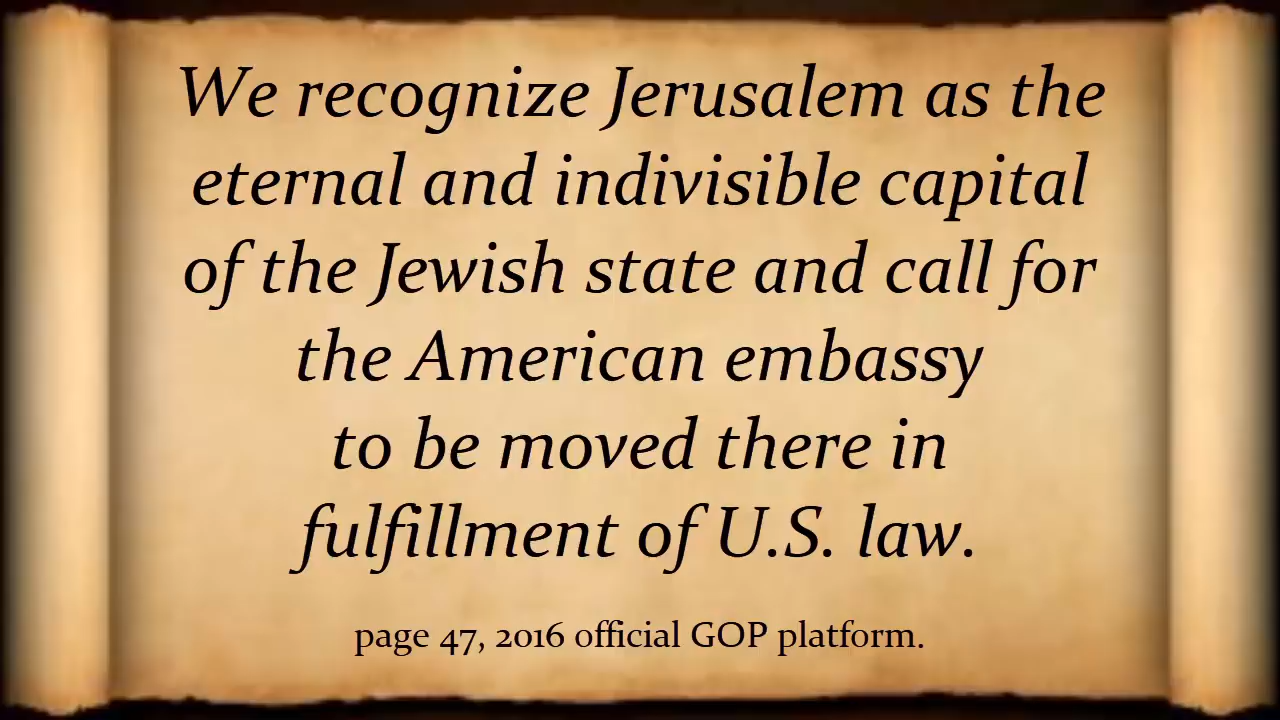 We recognize Jerusalem as the
eternal and indivisible capital
of the Jewish state and call for
the American embassy
to be moved there in
fulfillment of U.S. law.
page 47, 2016 official GOP platform.